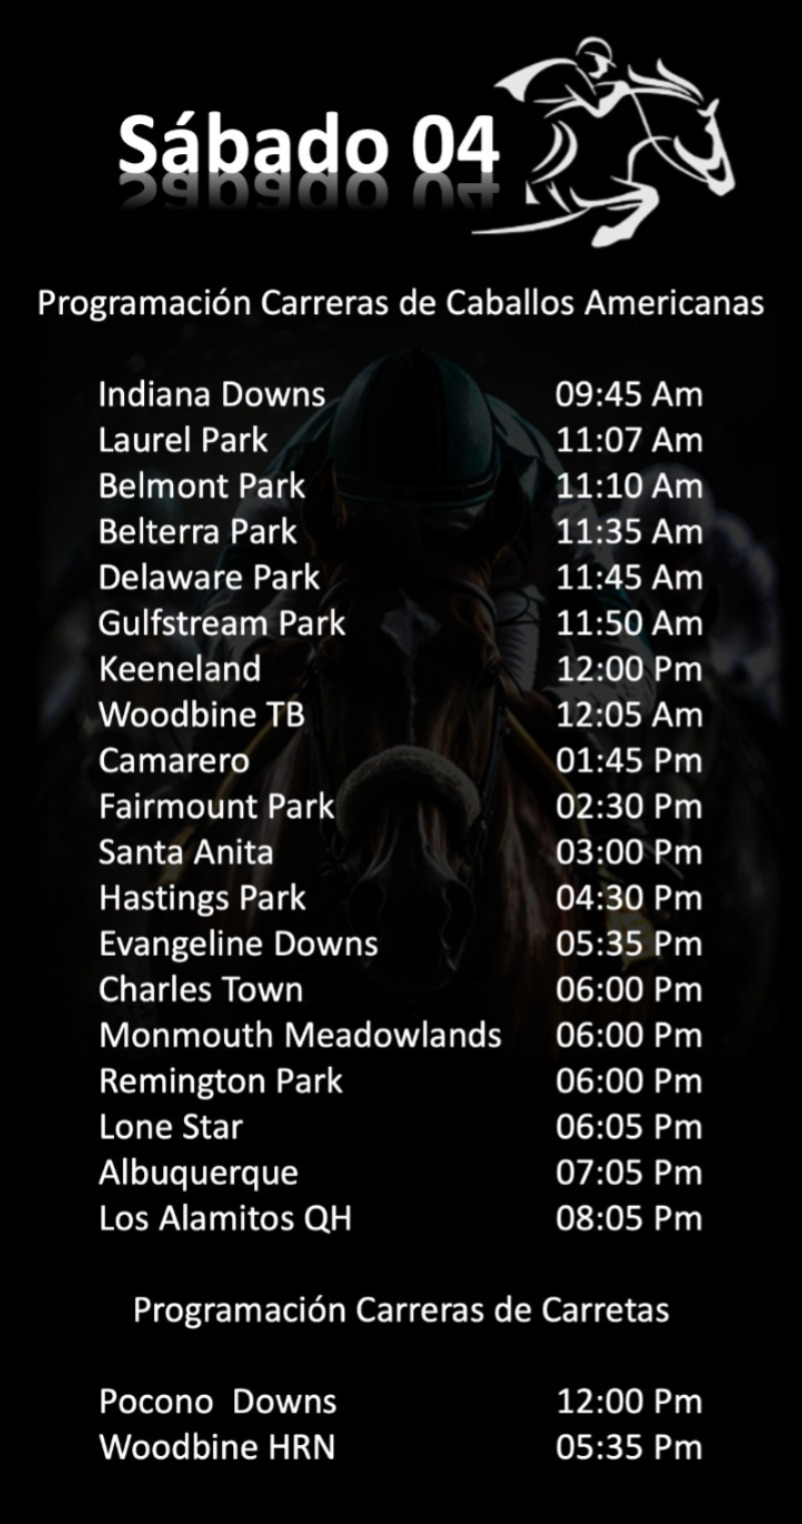 Sábado 04
Programación Carreras de Caballos Americanas
Indiana Downs 09:45 Am
Laurel Park 11:07 Am
Belmont Park 11:10 Am
Belterra Park 11:35 Am
Delaware Park 11:45 Am
Gulfstream Park 11:50 Am
Keeneland 12:00 Pm
Woodbine TB 12:05 Am
Camarero 01:45 Pm
Fairmount Park 02:30 Pm
Santa Anita 03:00 Pm
Hastings Park 04:30 Pm
Evangeline Downs 05:35 Pm
Charles Town 06:00 Pm
Monmouth Meadowlands 06:00 Pm
Remington Park 06:00 Pm
Lone Star 06:05 Pm
Albuquerque 07:05 Pm
Los Alamitos QH 08:05 Pm
Programación Carreras de Carretas
Pocono Downs 12:00 Pm
Woodbine HRN 05:35 Pm